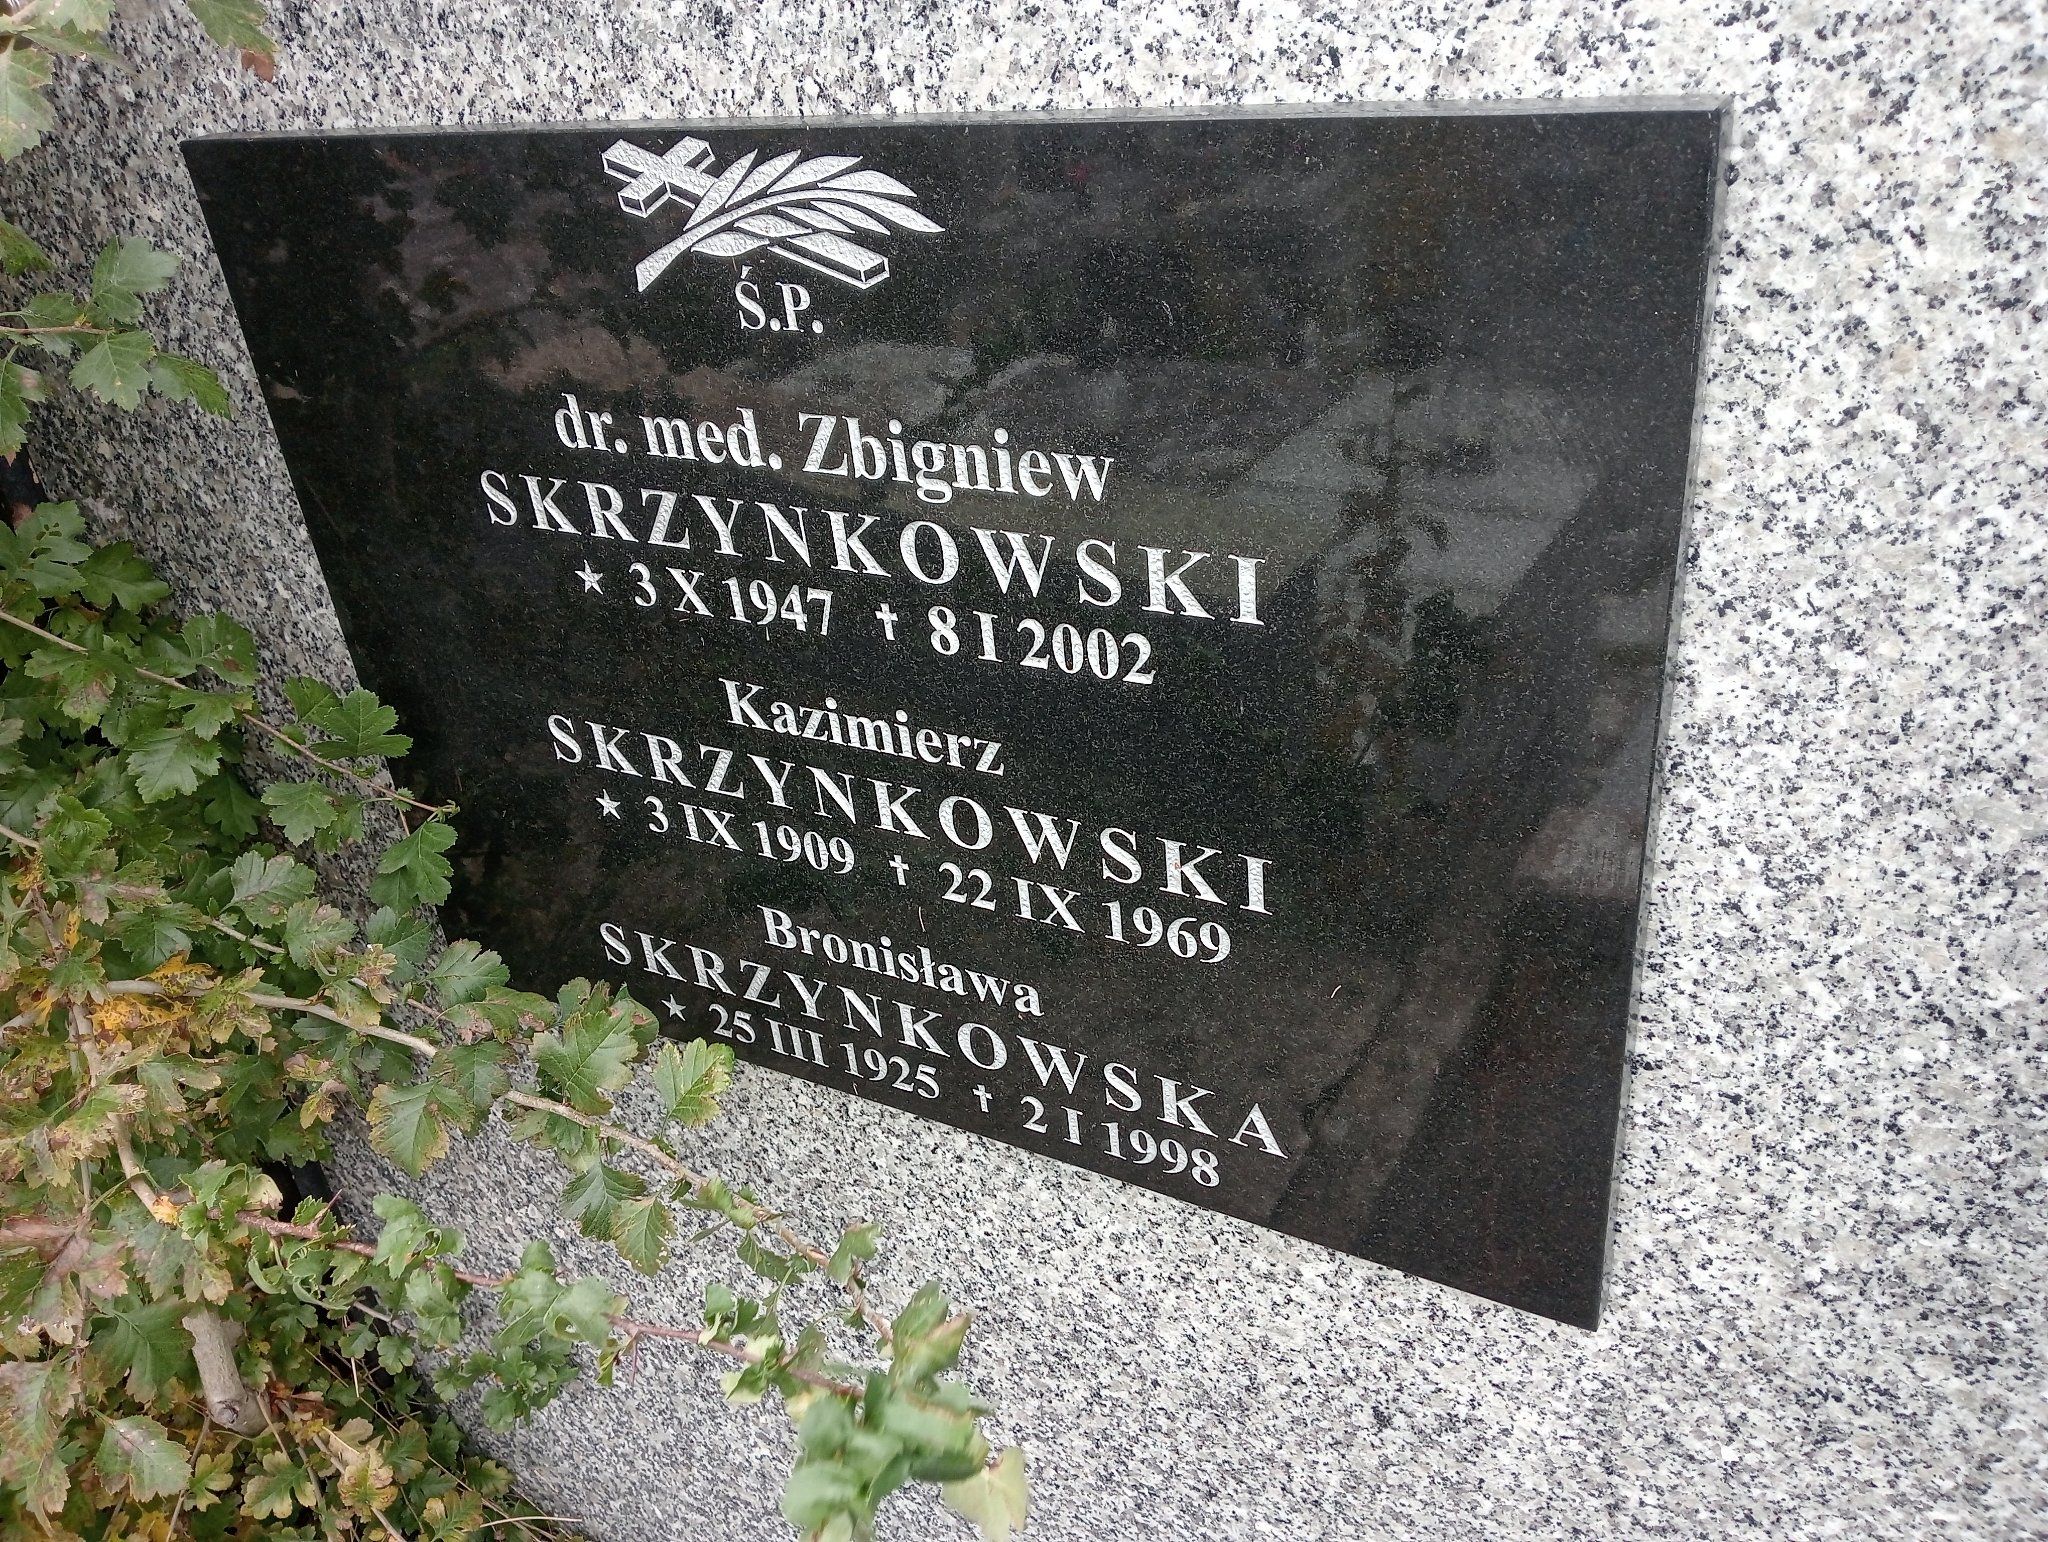 Ś.P.
dr. med. Zbigniew
SKRZYNKOWSKI
★ 3 X 1947 ✝ 8 I 2002
Kazimierz
SKRZYNKOWSKI
★ 3 IX 1909 ✝ 22 IX 1969
Bronisława
SKRZYNKOWSKA
★ 25 III 1925 ✝ 2 I 1998